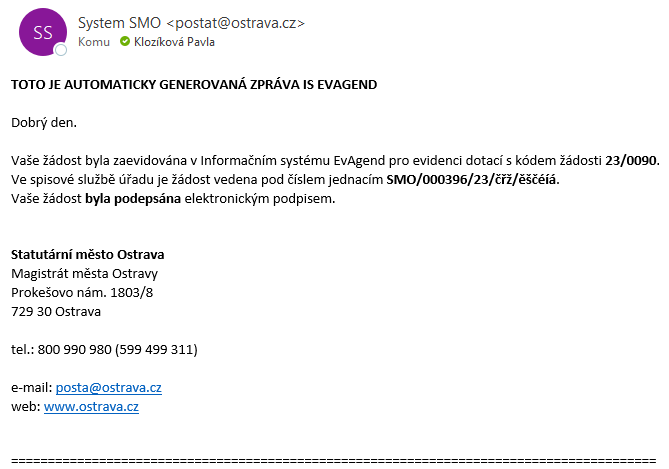 SS
System SMO <postat@ostrava.cz>
Komu Klozíková Pavla
TOTO JE AUTOMATICKY GENEROVANÁ ZPRÁVA IS EVAGEND
Dobrý den.
Vaše žádost byla zaevidována v Informačním systému EvAgend pro evidenci dotací s kódem žádosti 23/0090.
Ve spisové službě úřadu je žádost vedena pod číslem jednacím SMO/000396/23/čřž/ěščéíá.
Vaše žádost byla podepsána elektronickým podpisem.
Statutární město Ostrava
Magistrát města Ostravy
Prokešovo nám. 1803/8
729 30 Ostrava
tel.: 800 990 980 (599 499 311)
e-mail: posta@ostrava.cz
web: www.ostrava.cz
=======================================================================================